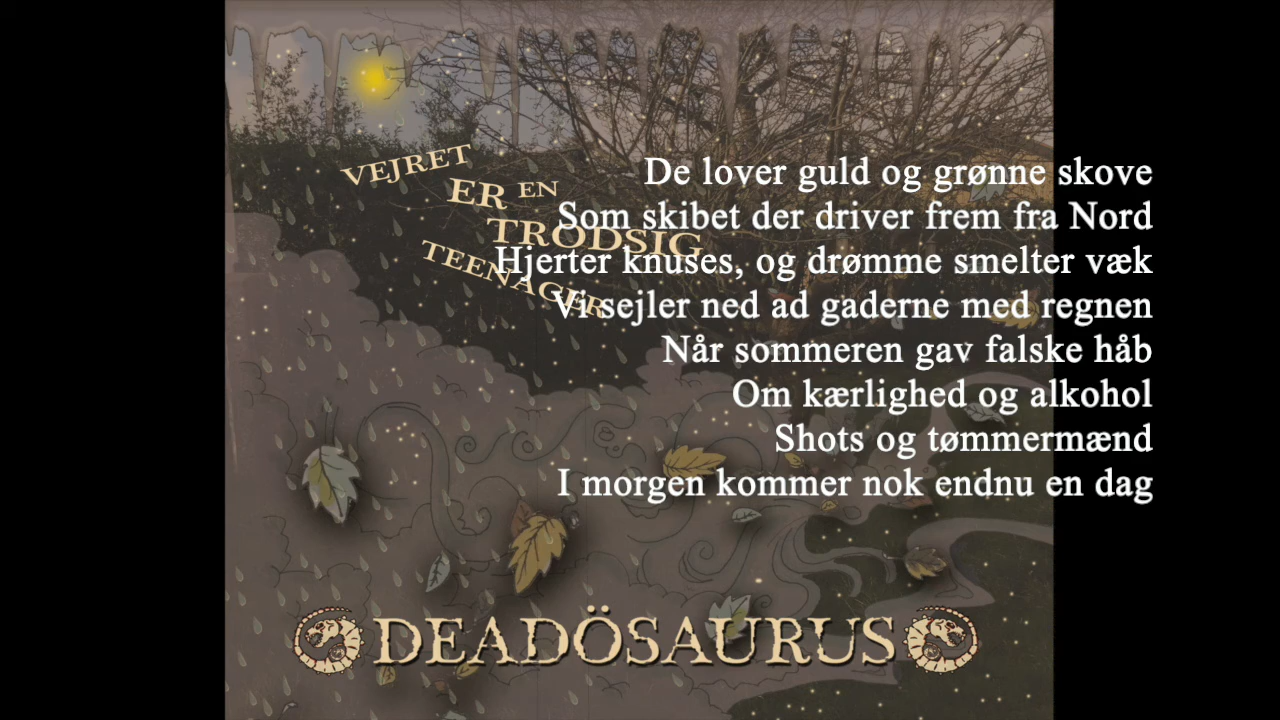 VEJRET
ER EN
TRODSIG
TEENAGER
De lover guld og grønne skove
Som skibet der driver frem fra Nord
Hjerter knuses, og drømme smelter væk
Vi sejler ned ad gaderne med regnen
Når sommeren gav falske håb
Om kærlighed og alkohol
Shots og tømmermænd
I morgen kommer nok endnu en dag
DEADÖSAURUS